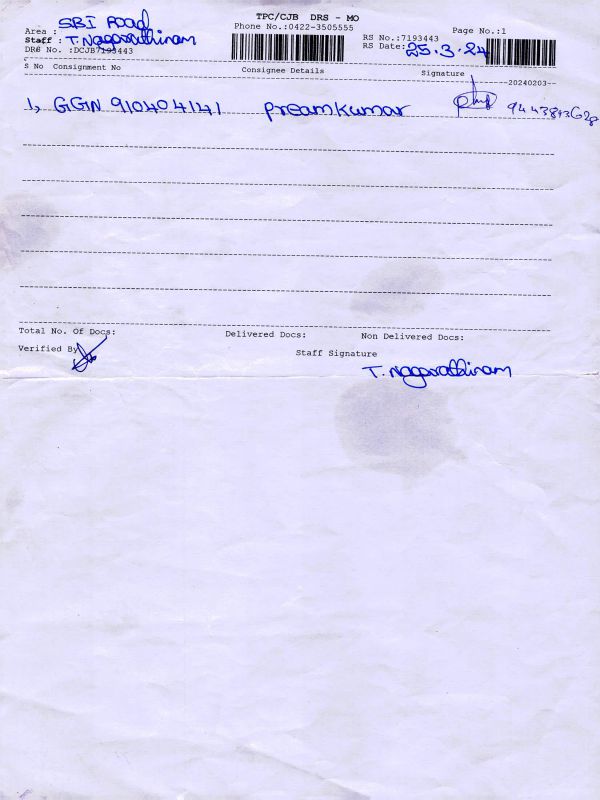 TPC/CJB DRS - MO
Phone No.:0422-3505555
Page No.:1
Area : SBI Road
Staff : T. Nagarathinam
DRS No. :DCJB7193443
RS No.:7193443
RS Date: 25.3.24
S No Consignment No Consignee Details Signature
20240203
1, GGN 910404141 Preamkumar
Total No. Of Docs: Delivered Docs: Non Delivered Docs:
Verified By
Staff Signature
T. Nagarathinam